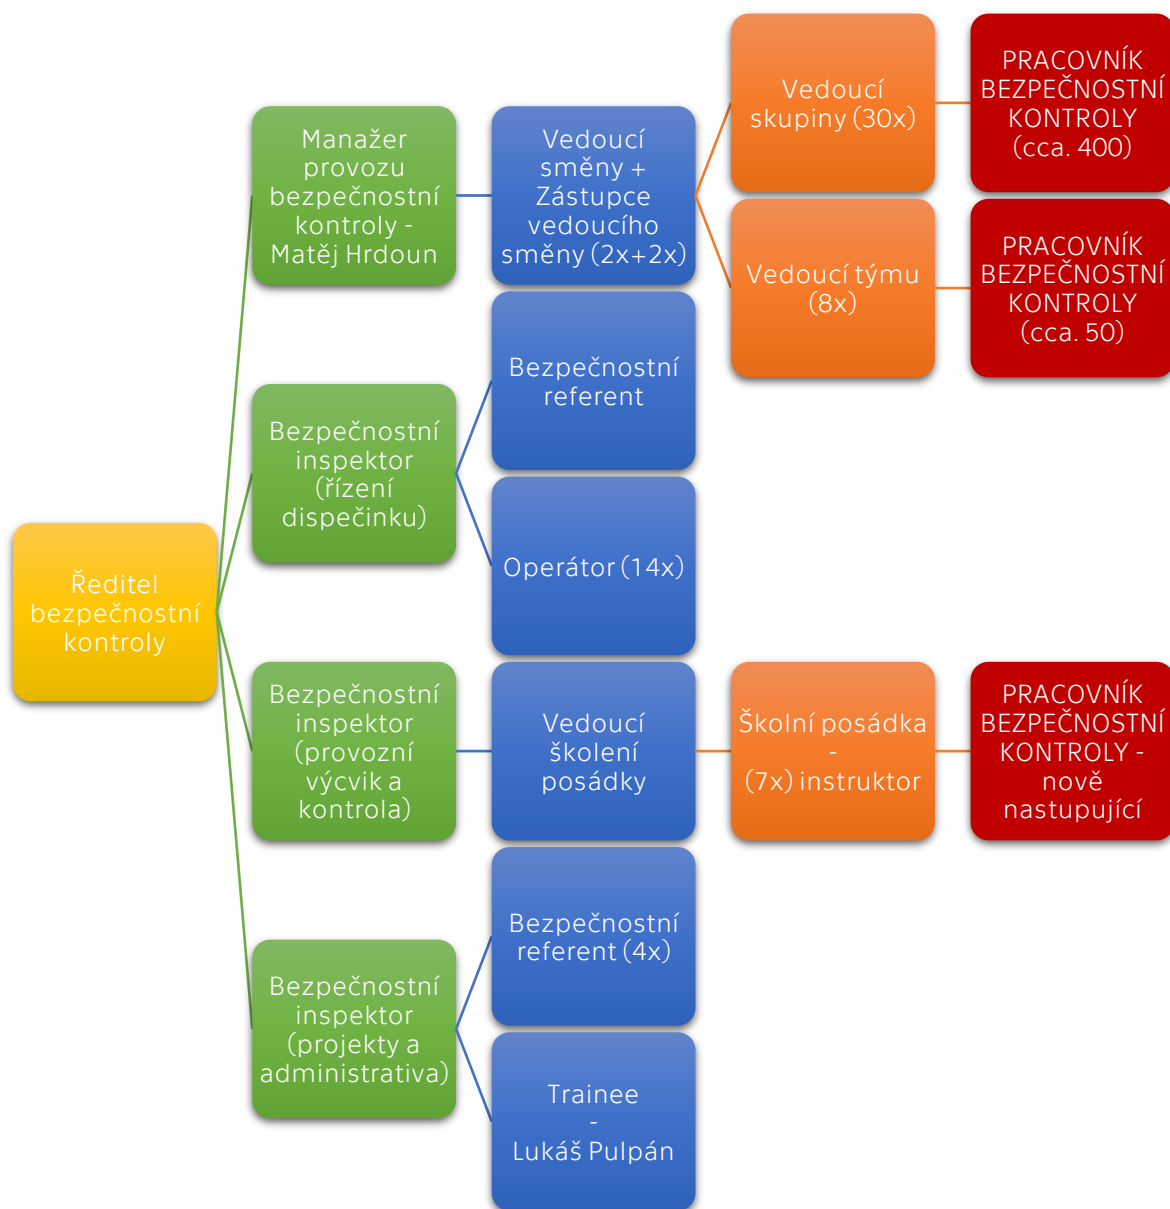 Ředitel
bezpečnostní
kontroly
Manažer
provozu
bezpečnostní
kontroly -
Matěj Hrdoun
Vedoucí
směny +
Zástupce
vedoucího
směny (2x+2x)
Vedoucí
skupiny (30x)
PRACOVNÍK
BEZPEČNOSTNÍ
KONTROLY
(cca. 400)
Vedoucí týmu
(8x)
PRACOVNÍK
BEZPEČNOSTNÍ
KONTROLY
(cca. 50)
Bezpečnostní
inspektor
(řízení
dispečinku)
Bezpečnostní
referent
Operátor (14x)
Bezpečnostní
inspektor
(provozní
výcvik a
kontrola)
Vedoucí
školení
posádky
Školní posádka
-
(7x) instruktor
PRACOVNÍK
BEZPEČNOSTNÍ
KONTROLY -
nově
nastupující
Bezpečnostní
inspektor
(projekty a
administrativa)
Bezpečnostní
referent (4x)
Trainee
-
Lukáš Pulpán